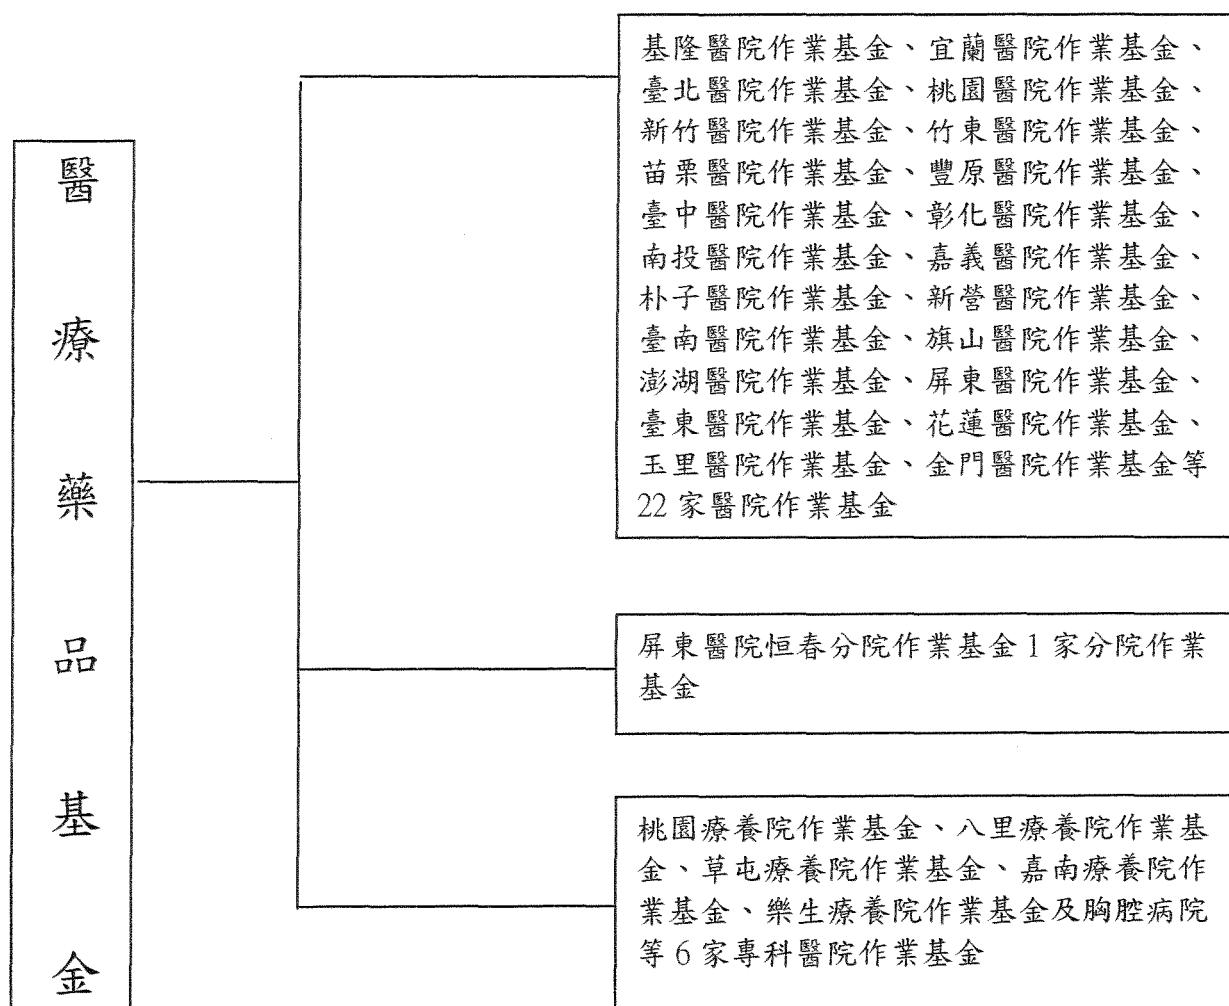 醫療藥品基金
基隆醫院作業基金、宜蘭醫院作業基金、
臺北醫院作業基金、桃園醫院作業基金、
新竹醫院作業基金、竹東醫院作業基金、
苗栗醫院作業基金、豐原醫院作業基金、
臺中醫院作業基金、彰化醫院作業基金、
南投醫院作業基金、嘉義醫院作業基金、
朴子醫院作業基金、新營醫院作業基金、
臺南醫院作業基金、旗山醫院作業基金、
澎湖醫院作業基金、屏東醫院作業基金、
臺東醫院作業基金、花蓮醫院作業基金、
玉里醫院作業基金、金門醫院作業基金等
22 家醫院作業基金
屏東醫院恒春分院作業基金 1 家分院作業
基金
桃園療養院作業基金、八里療養院作業基
金、草屯療養院作業基金、嘉南療養院作
業基金、樂生療養院作業基金及胸腔病院
等 6 家專科醫院作業基金